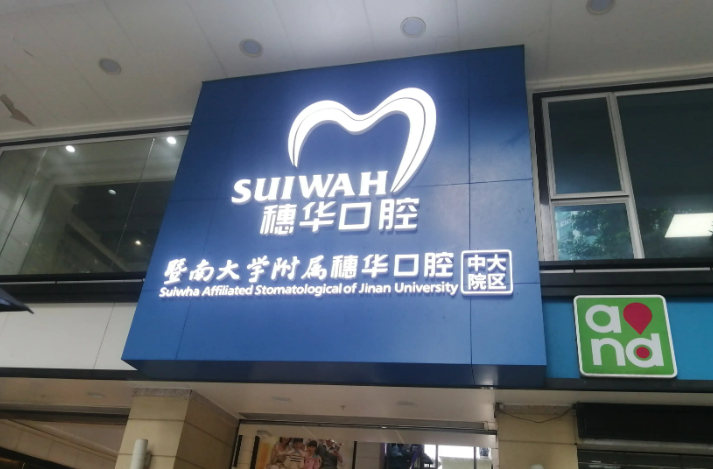 SUIWAH
穗华口腔
暨南大学附属穗华口腔 中大院区
Suiwha Affiliated Stomatological of Jinan University
a nd